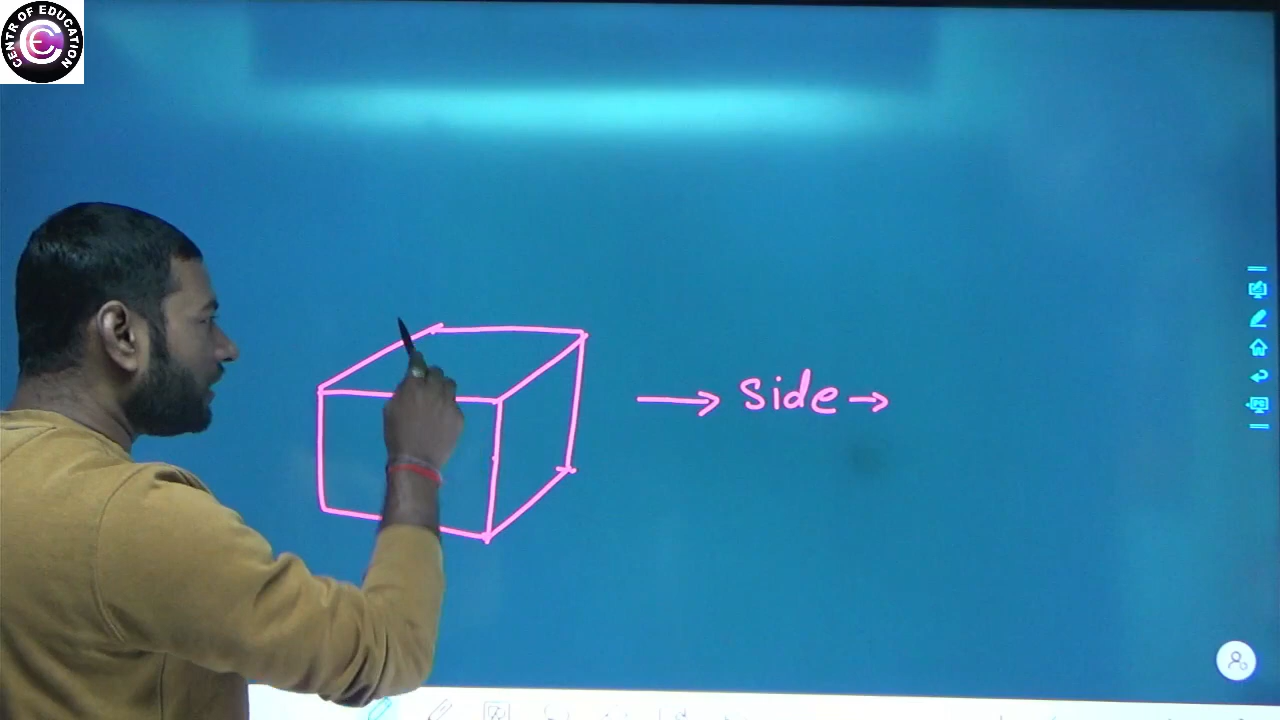 CENTR OF EDUCATION
→ side →